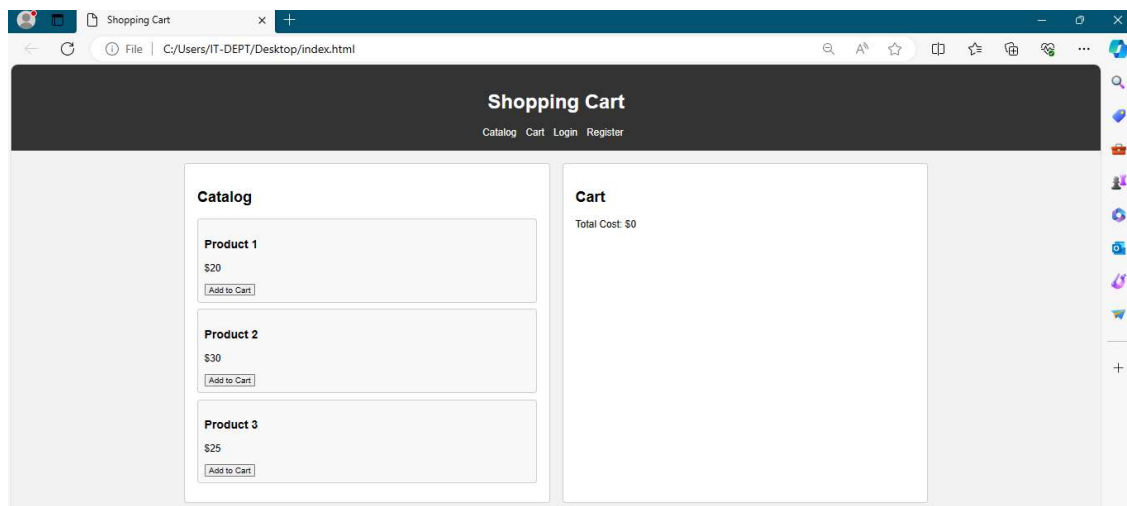 Shopping Cart
File | C:/Users/IT-DEPT/Desktop/index.html
Shopping Cart
Catalog Cart Login Register
Catalog
Product 1
$20
Add to Cart
Product 2
$30
Add to Cart
Product 3
$25
Add to Cart
Cart
Total Cost: $0